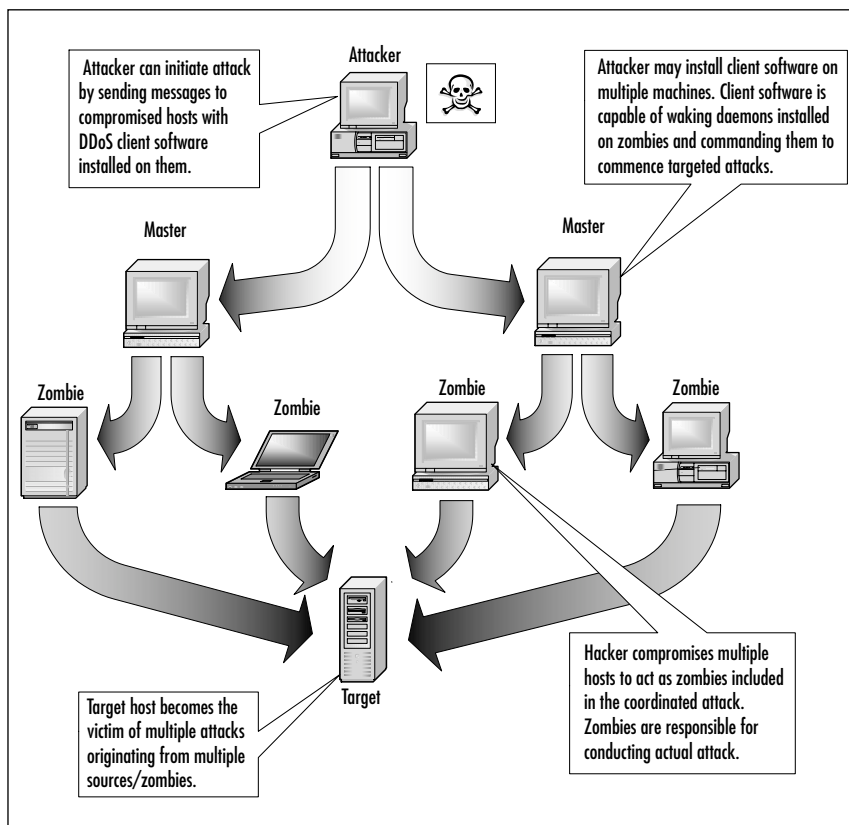 Attacker
Attacker can initiate attack
by sending messages to
compromised hosts with
DDoS client software
installed on them.
Attacker may install client software on
multiple machines. Client software is
capable of waking daemons installed
on zombies and commanding them to
commence targeted attacks.
Master
Master
Zombie
Zombie
Zombie
Zombie
Target
Target host becomes the
victim of multiple attacks
originating from multiple
sources/zombies.
Hacker compromises multiple
hosts to act as zombies included
in the coordinated attack.
Zombies are responsible for
conducting actual attack.